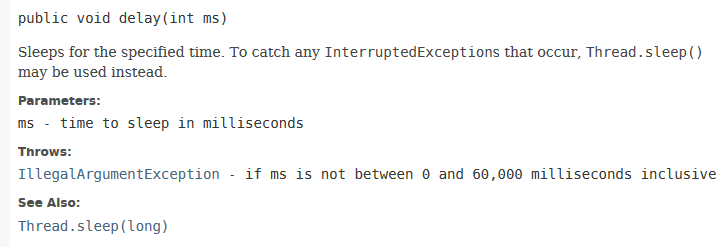 public void delay(int ms)
Sleeps for the specified time. To catch any InterruptedExceptions that occur, Thread.sleep()
may be used instead.
Parameters:
ms - time to sleep in milliseconds
Throws:
IllegalArgumentException - if ms is not between 0 and 60,000 milliseconds inclusive
See Also:
Thread.sleep(long)